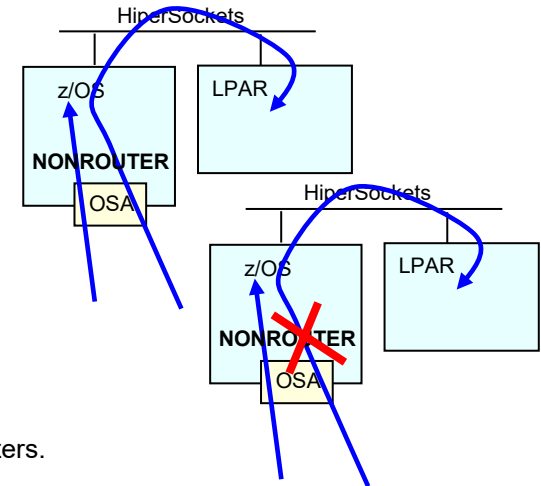 HiperSockets
z/OS
LPAR
NONROUTER
OSA
HiperSockets
z/OS
LPAR
NONROUTER
OSA
ters.